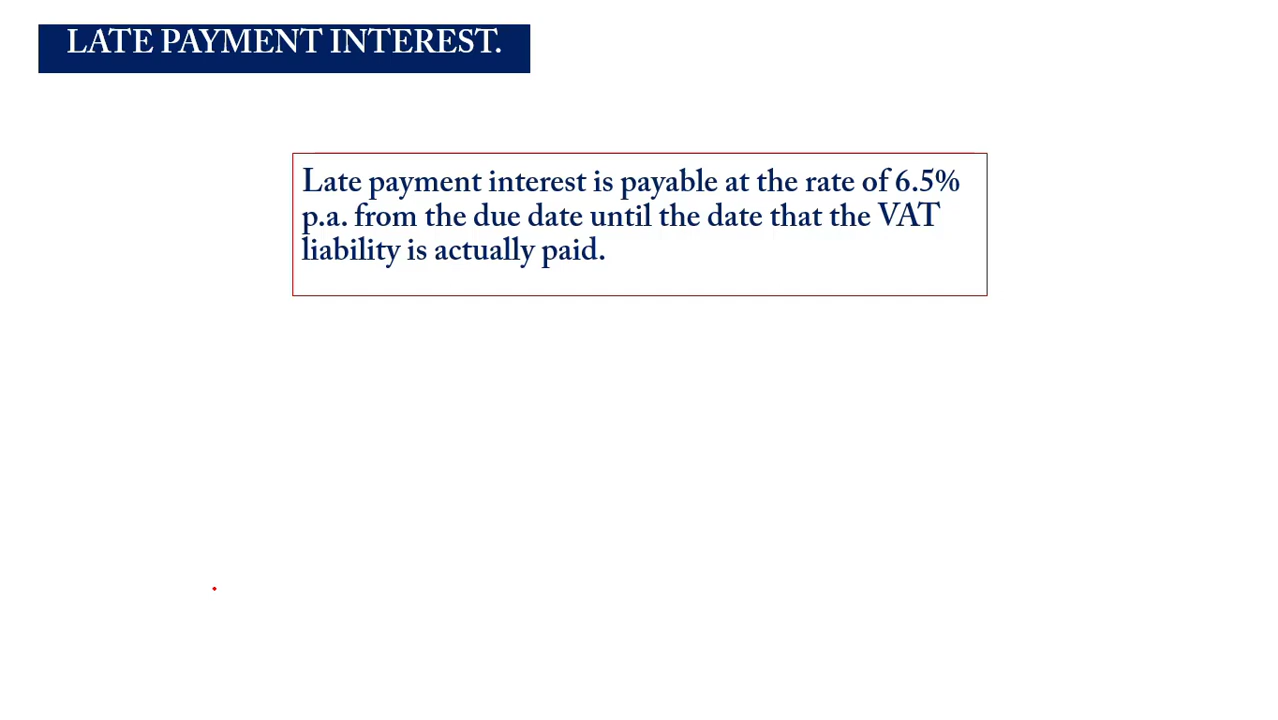 LATE PAYMENT INTEREST.
Late payment interest is payable at the rate of 6.5%
p.a. from the due date until the date that the VAT
liability is actually paid.